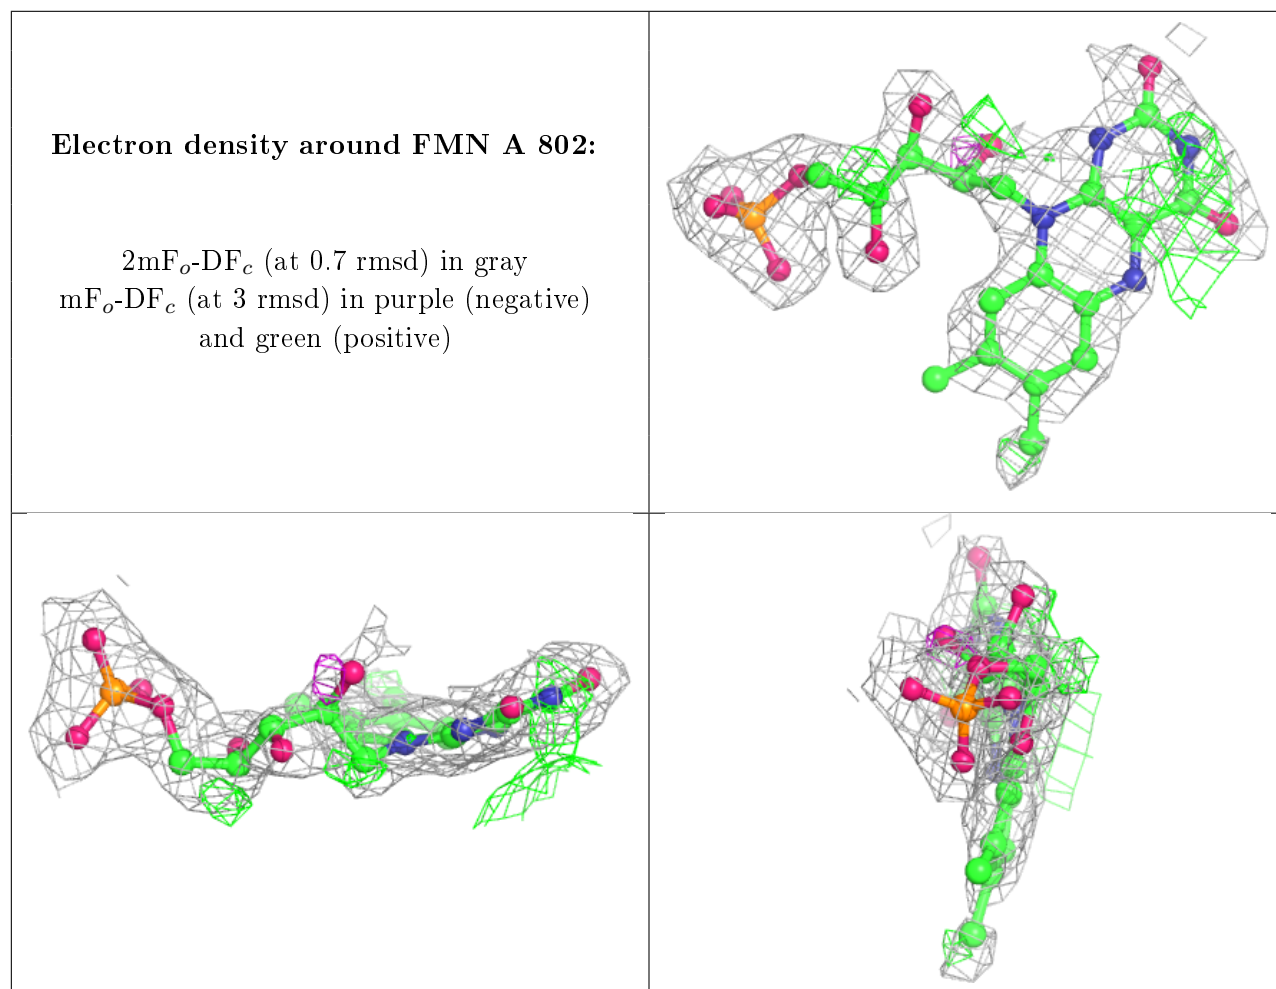 Electron density around FMN A 802:
2mFo-DFc (at 0.7 rmsd) in gray
mFo-DFc (at 3 rmsd) in purple (negative)
and green (positive)